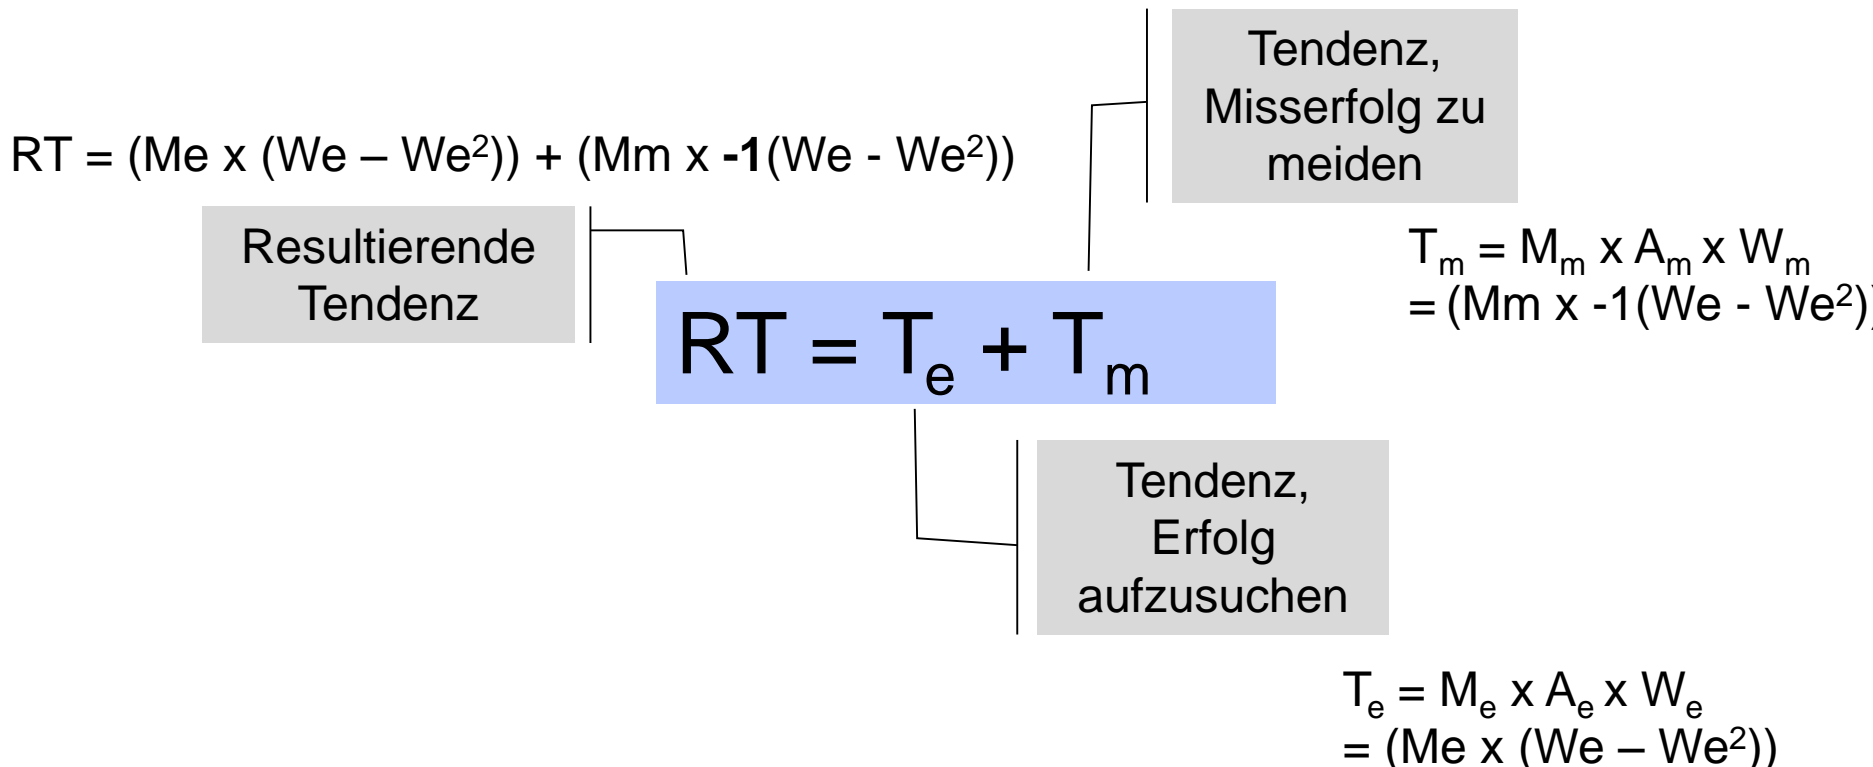 Tendenz,
Misserfolg zu
meiden
RT = (Me x (We – We²)) + (Mm x -1(We - We²))
Resultierende
Tendenz
Tₘ = Mₘ x Aₘ x Wₘ
= (Mm x -1(We - We²))
RT = Tₑ + Tₘ
Tendenz,
Erfolg
aufzusuchen
Tₑ = Mₑ x Aₑ x Wₑ
= (Me x (We – We²))